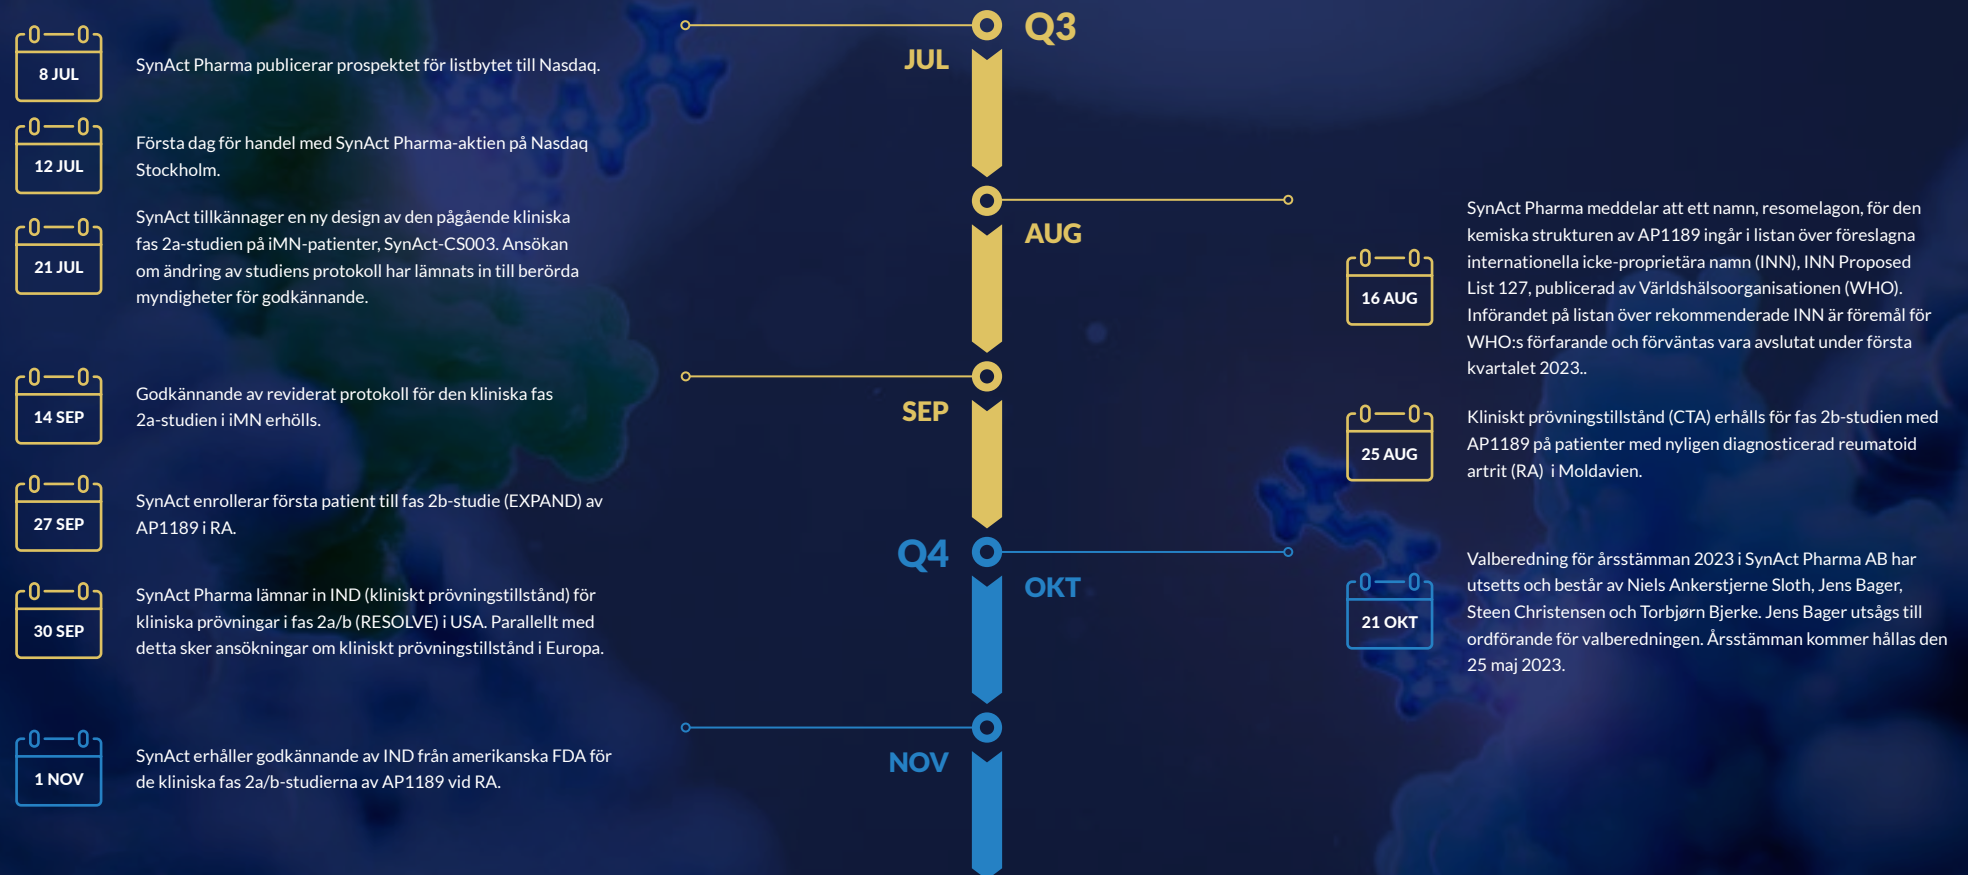 Q3
JUL
8 JUL
SynAct Pharma publicerar prospektet för listbytet till Nasdaq.
12 JUL
Första dag för handel med SynAct Pharma-aktien på Nasdaq
Stockholm.
21 JUL
SynAct tillkännager en ny design av den pågående kliniska
fas 2a-studien på iMN-patienter, SynAct-CS003. Ansökan
om ändring av studiens protokoll har lämnats in till berörda
myndigheter för godkännande.
AUG
16 AUG
SynAct Pharma meddelar att ett namn, resomelagon, för den
kemiska strukturen av AP1189 ingår i listan över föreslagna
internationella icke-proprietära namn (INN), INN Proposed
List 127, publicerad av Världshälsoorganisationen (WHO).
Införandet på listan över rekommenderade INN är föremål för
WHO:s förfarande och förväntas vara avslutat under första
kvartalet 2023..
25 AUG
Kliniskt prövningstillstånd (CTA) erhålls för fas 2b-studien med
AP1189 på patienter med nyligen diagnosticerad reumatoid
artrit (RA)  i Moldavien.
SEP
14 SEP
Godkännande av reviderat protokoll för den kliniska fas
2a-studien i iMN erhölls.
27 SEP
SynAct enrollerar första patient till fas 2b-studie (EXPAND) av
AP1189 i RA.
30 SEP
SynAct Pharma lämnar in IND (kliniskt prövningstillstånd) för
kliniska prövningar i fas 2a/b (RESOLVE) i USA. Parallellt med
detta sker ansökningar om kliniskt prövningstillstånd i Europa.
Q4
OKT
21 OKT
Valberedning för årsstämman 2023 i SynAct Pharma AB har
utsetts och består av Niels Ankerstjerne Sloth, Jens Bager,
Steen Christensen och Torbjørn Bjerke. Jens Bager utsågs till
ordförande för valberedningen. Årsstämman kommer hållas den
25 maj 2023.
NOV
1 NOV
SynAct erhåller godkännande av IND från amerikanska FDA för
de kliniska fas 2a/b-studierna av AP1189 vid RA.